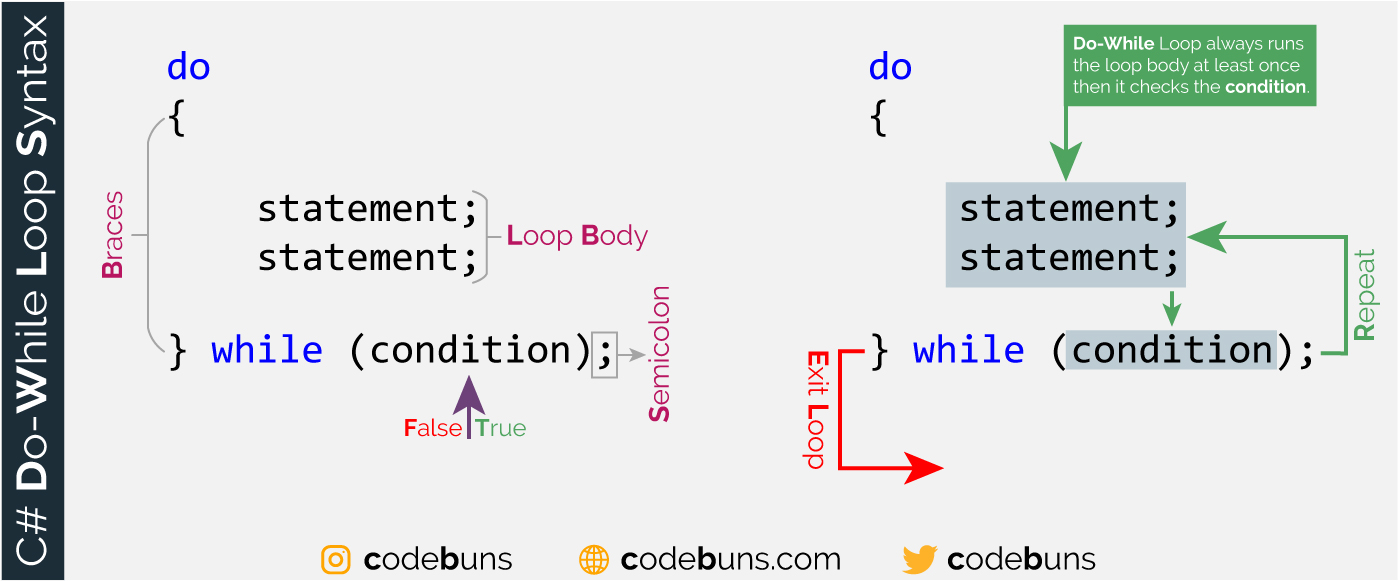 C# Do-While Loop Syntax
do
{
Braces
statement;
statement;
Loop Body
} while (condition);
Semicolon
False True
do
{
Do-While Loop always runs
the loop body at least once
then it checks the condition.
statement;
statement;
Repeat
} while (condition);
Exit Loop
codebuns
codebuns.com
codebuns